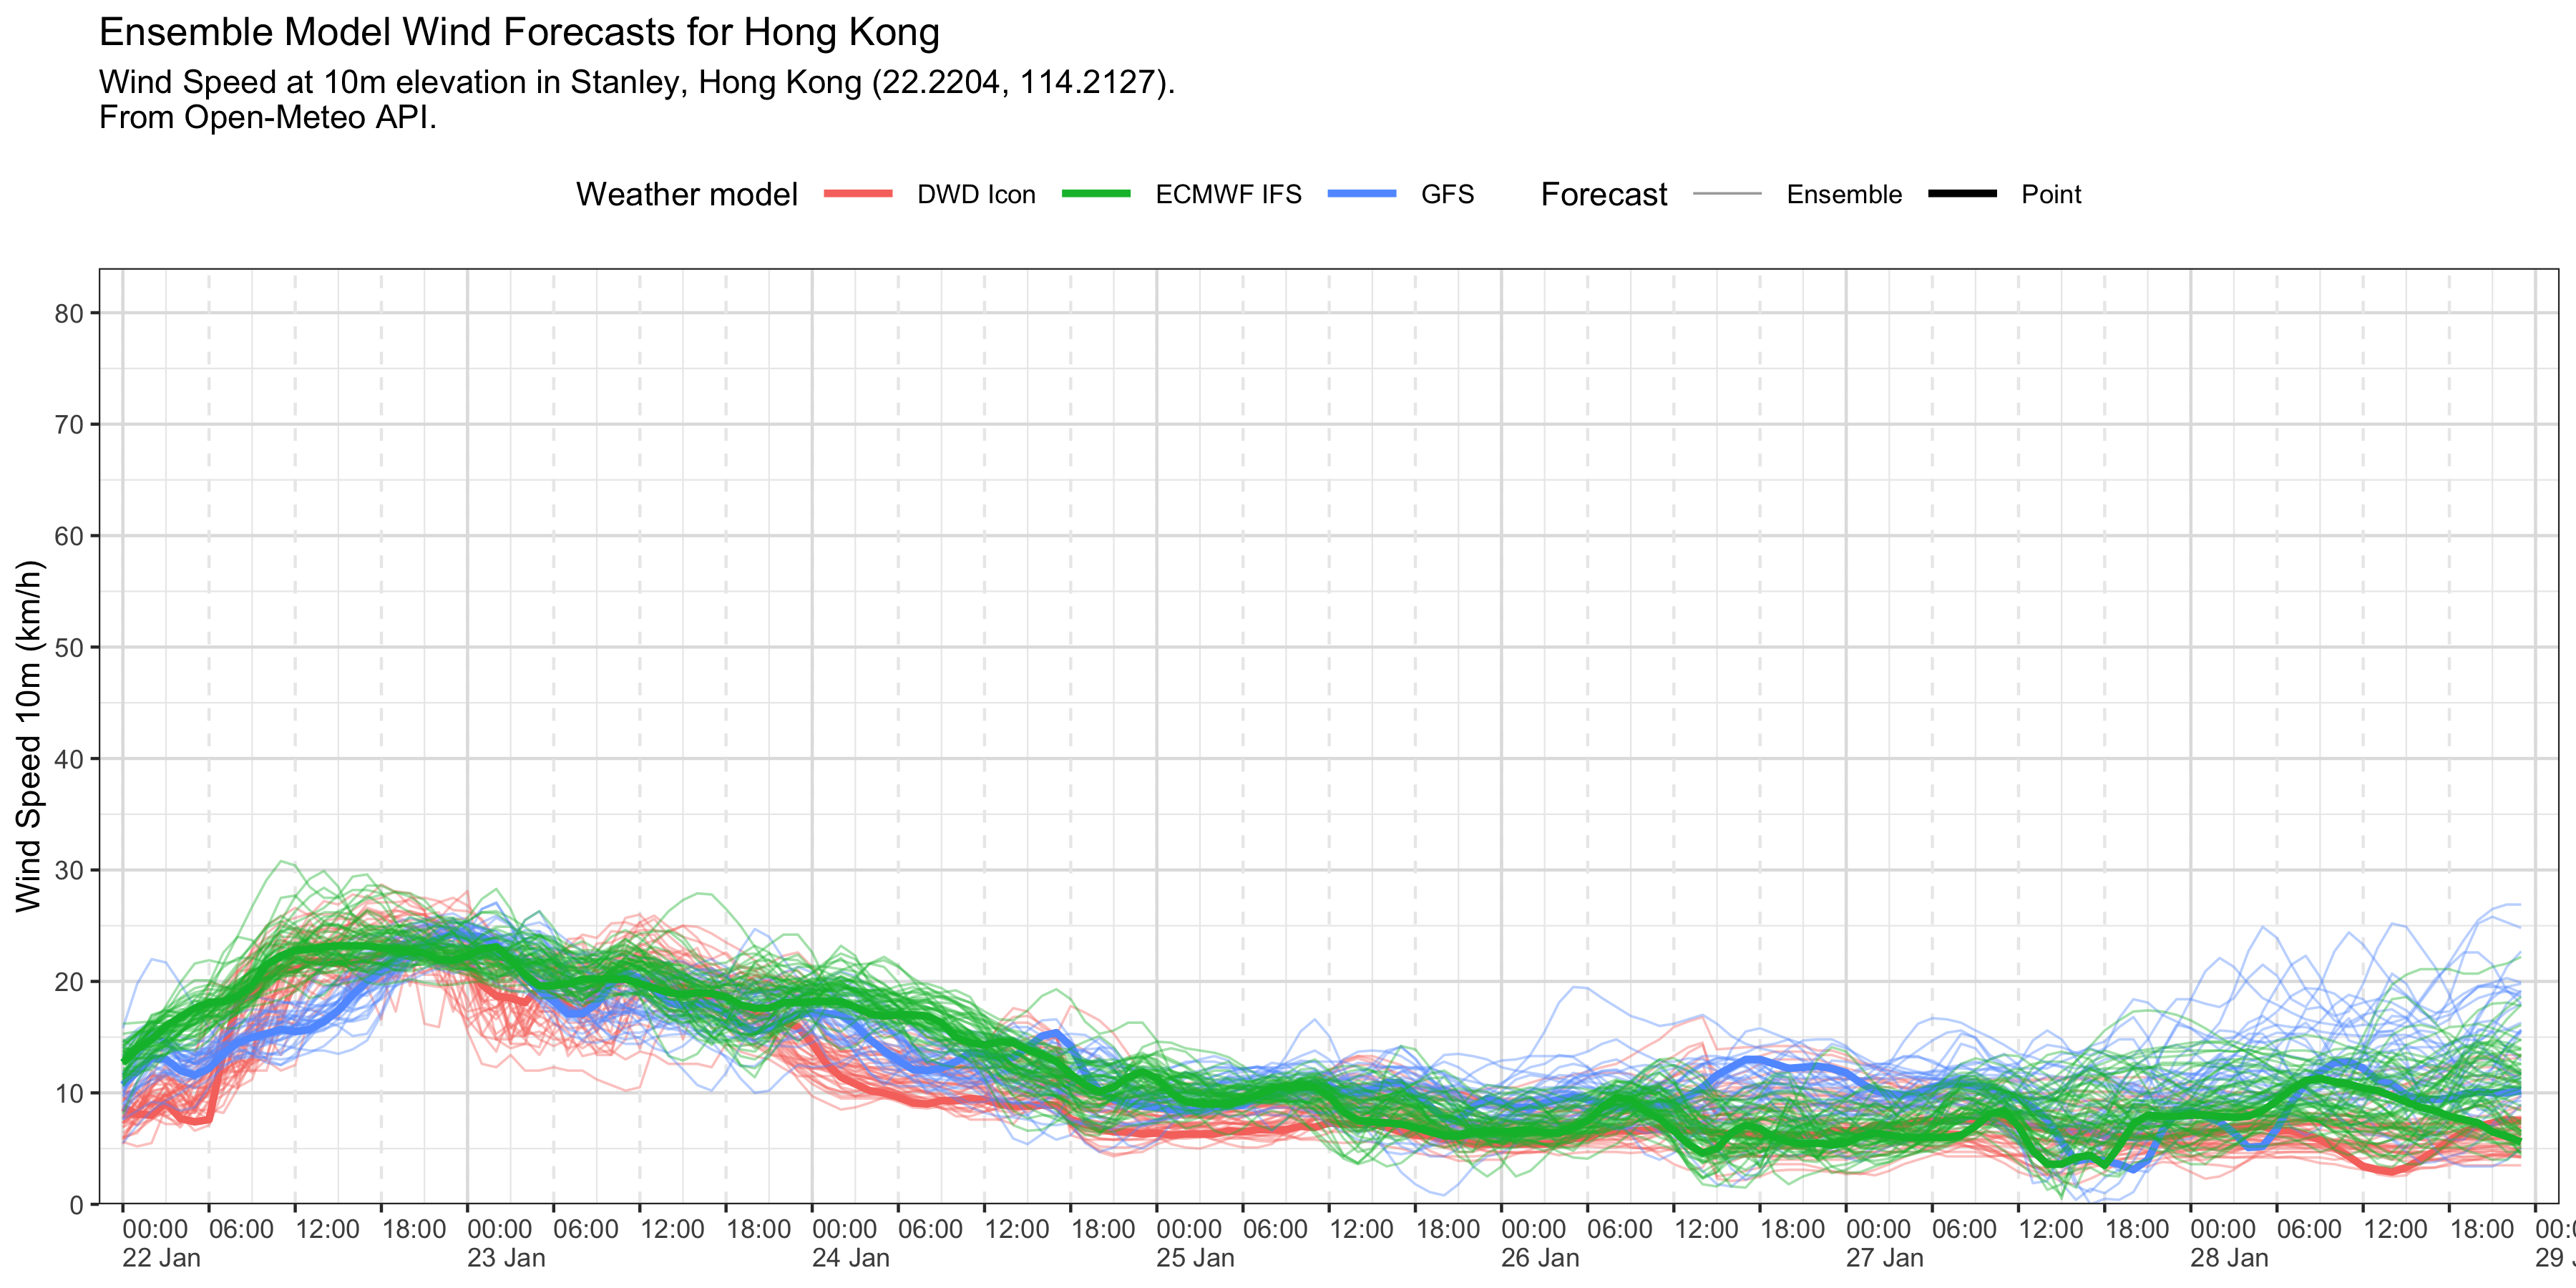 Ensemble Model Wind Forecasts for Hong Kong
Wind Speed at 10m elevation in Stanley, Hong Kong (22.2204, 114.2127).
From Open-Meteo API.
Weather model DWD Icon ECMWF IFS GFS Forecast Ensemble Point
Wind Speed 10m (km/h)
80
70
60
50
40
30
20
10
0
00:00 06:00 12:00 18:00 00:00 06:00 12:00 18:00 00:00 06:00 12:00 18:00 00:00 06:00 12:00 18:00 00:00 06:00 12:00 18:00 00:00 06:00 12:00 18:00 00:00 06:00 12:00 18:00
22 Jan 23 Jan 24 Jan 25 Jan 26 Jan 27 Jan 28 Jan 29